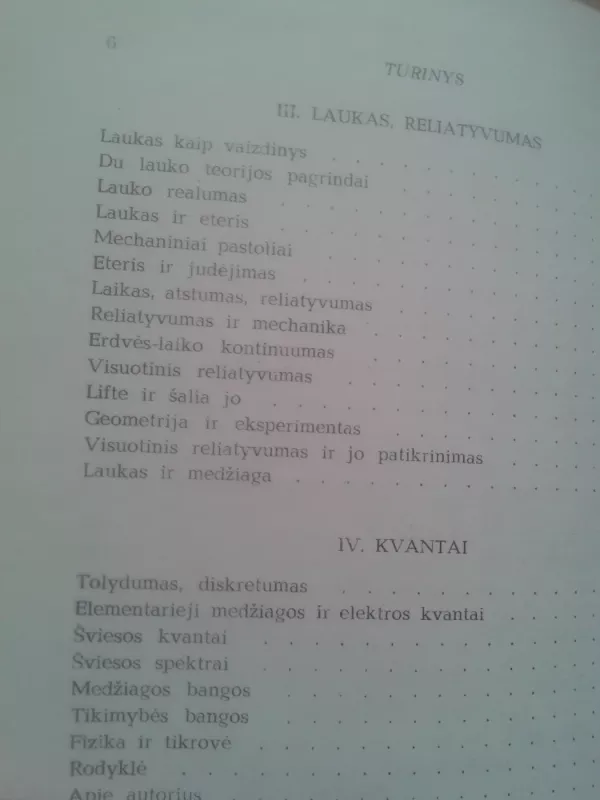 6
TURINYS
III. LAUKAS, RELIATYVUMAS
Laukas kaip vaizdinys . . . . . . . . . .
Du lauko teorijos pagrindai . . . . . . . .
Lauko realumas . . . . . . . . . . . .
Laukas ir eteris . . . . . . . . . . . .
Mechaniniai pastoliai . . . . . . . . . .
Eteris ir judėjimas . . . . . . . . . . .
Laikas, atstumas, reliatyvumas . . . . . . . .
Reliatyvumas ir mechanika . . . . . . . . .
Erdvės-laiko kontinuumas . . . . . . . . .
Visuotinis reliatyvumas . . . . . . . . . .
Lifte ir šalia jo . . . . . . . . . . . .
Geometrija ir eksperimentas . . . . . . . .
Visuotinis reliatyvumas ir jo patikrinimas . . . .
Laukas ir medžiaga . . . . . . . . . . .
IV. KVANTAI
Tolydumas, diskretumas . . . . . . . . . .
Elementarieji medžiagos ir elektros kvantai . . . .
Šviesos kvantai . . . . . . . . . . . .
Šviesos spektrai . . . . . . . . . . . .
Medžiagos bangos . . . . . . . . . . . .
Tikimybės bangos . . . . . . . . . . . .
Fizika ir tikrovė . . . . . . . . . . . .
Rodyklė . . . . . . . . . . . . . . .
Apie autorius . . . . . . . . . . . . .